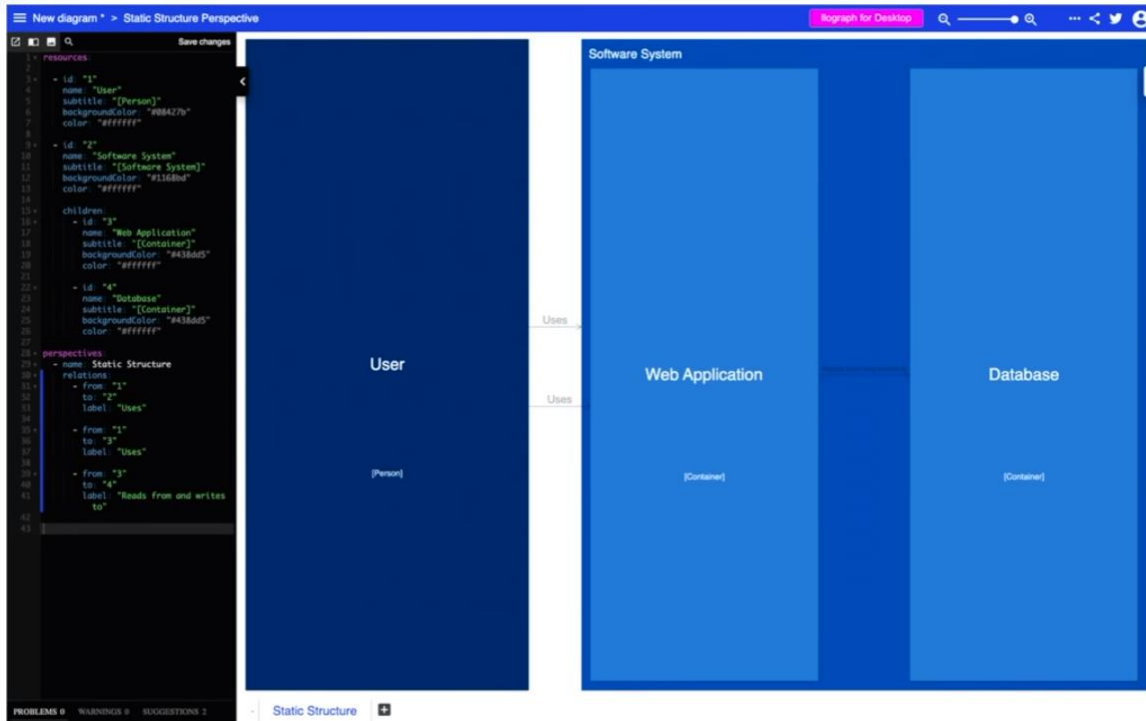 New diagram * > Static Structure Perspective
Ilograph for Desktop
Save changes
1 resources:
2
3 - id: "1"
4 name: "User"
5 subtitle: "[Person]"
6 backgroundColor: "#08427b"
7 color: "#ffffff"
8
9 - id: "2"
10 name: "Software System"
11 subtitle: "[Software System]"
12 backgroundColor: "#1168bd"
13 color: "#ffffff"
14
15 children:
16 - id: "3"
17 name: "Web Application"
18 subtitle: "[Container]"
19 backgroundColor: "#438dd5"
20 color: "#ffffff"
21
22 - id: "4"
23 name: "Database"
24 subtitle: "[Container]"
25 backgroundColor: "#438dd5"
26 color: "#ffffff"
27
28 perspectives:
29 - name: Static Structure
30 relations:
31 - from: "1"
32 to: "2"
33 label: "Uses"
34
35 - from: "1"
36 to: "3"
37 label: "Uses"
38
39 - from: "3"
40 to: "4"
41 label: "Reads from and writes
to"
42
43
PROBLEMS 0 WARNINGS 0 SUGGESTIONS 2
User
[Person]
Uses
Uses
Software System
Web Application
[Container]
Database
[Container]
Static Structure